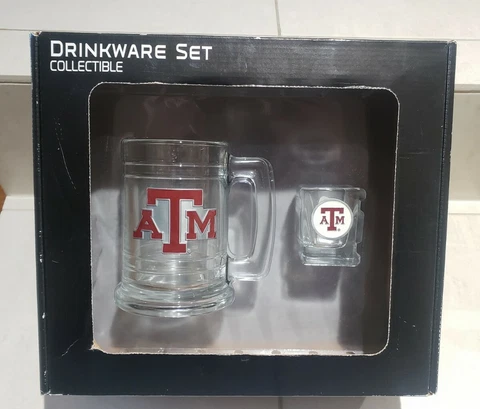 DRINKWARE SET
COLLECTIBLE
ATM
ATM